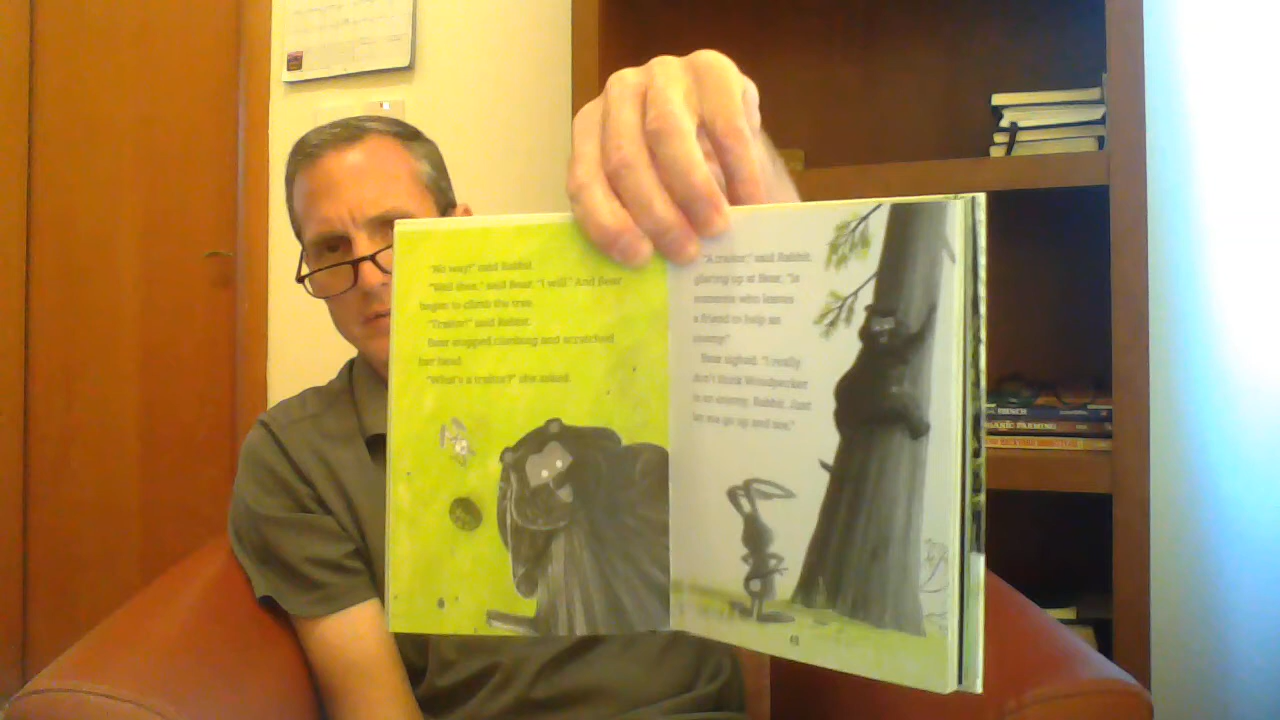 "No way!" said Rabbit.
"Well then," said Bear, "I will." And Bear
began to climb the tree.
"Traitor!" said Rabbit.
Bear stopped climbing and scratched
her head.
"What's a traitor?" she asked.
"A traitor," said Rabbit,
glaring up at Bear, "is
someone who leaves
a friend to help an
enemy!"
Bear sighed. "I really
don't think Woodpecker
is an enemy, Rabbit. Just
let me go up and see."
FRENCH
ORGANIC FARMING